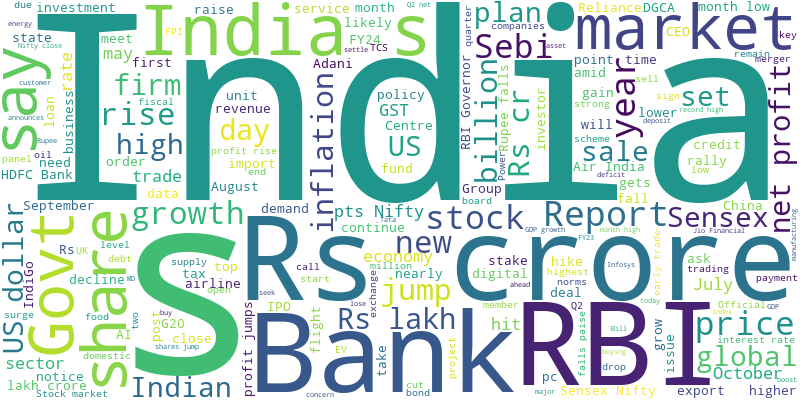 India
S
Rs crore
RBI
Bank
Govt
share
market
India s
say
rise
firm
high
day
growth
stock
new
jump
Rs lakh
price
global
Sensex
Report
net profit
year
sale
set
plan
Sebi
billion
Rs cr
US
US dollar
inflation
Indian
due
investment
energy
state
Nifty close
first
business
rate
loan
panel
oil
need
HDFC Bank
September
meet
may
FPI
raise
service
month
likely
FY24
TCS
Adani
settle
unit
revenue
fiscal
policy
GST
Centre
order
profit rise
import
end
trade
data
August
fund
customer
announces
Rupee
Q2 net
quarter
companies
RBI Governor
Rupee falls
Power
Group
board
investor
Reliance
DGCA
month low
CEO
key
point
time
remain
amid
merger
gain
asset
sell
strong
sign
record high
lower
deposit
will
scheme
credit
rally
low
Air India
gets
fall
China
deficit
demand
pts Nifty
continue
Tata
GDP growth
month high
FY23
Jio Financial
manufacturing
Rs
UK
level
debt
decline
IndiGo
MD
supply
tax
airline
top
open
call
start
seek
economy
million
nearly
stake
digital
ahead
hike
highest
norms
deal
Infosys
early trade
ask
trading
July
payment
Official
GDP
surge
food
two
AI
buy
G20
post
close
IPO
flight
exchange
lose
today
index
sector
notice
domestic
shares jump
profit jumps
EV
take
hit
member
Q2
falls paise
Bill
buying
grow
issue
interest rate
October
boost
lakh crore
Stock market
concern
cut
bond
project
pc
major
drop
Sensex Nifty
export
higher